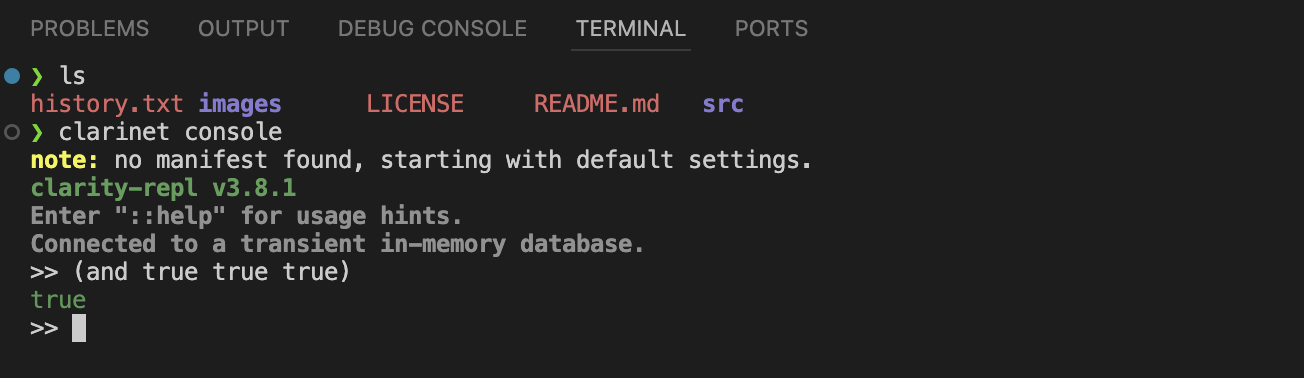 PROBLEMS OUTPUT DEBUG CONSOLE TERMINAL PORTS
❯ ls
history.txt images LICENSE README.md src
❯ clarinet console
note: no manifest found, starting with default settings.
clarity-repl v3.8.1
Enter "::help" for usage hints.
Connected to a transient in-memory database.
>> (and true true true)
true
>>